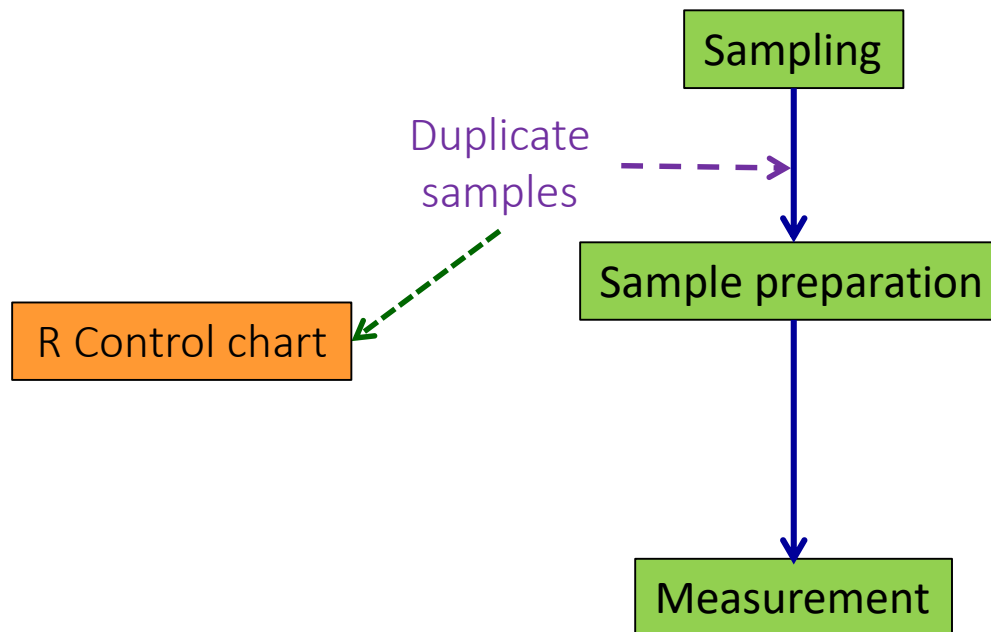 Sampling
Duplicate
samples
Sample preparation
R Control chart
Measurement